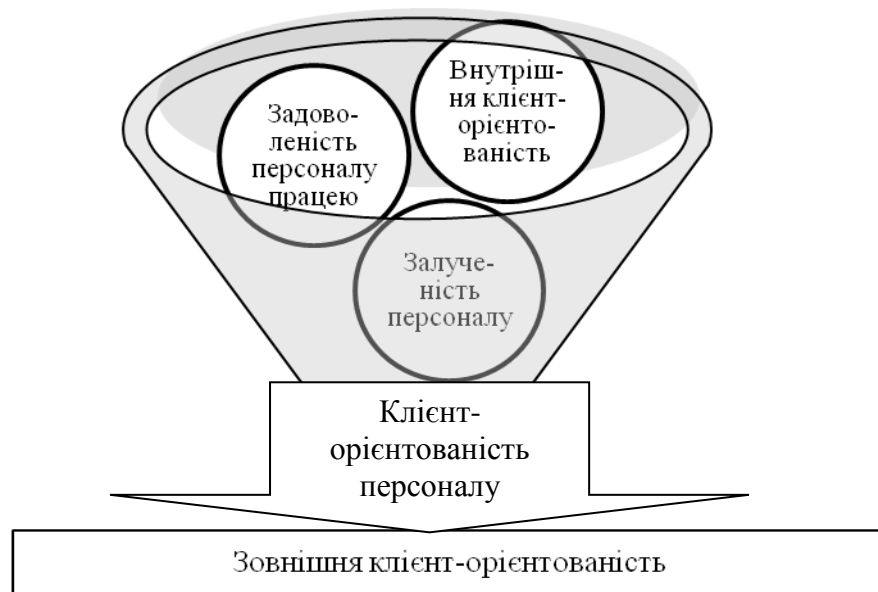 Задово-
леність
персоналу
працею
Внутріш-
ня клієнт-
орієнто-
ваність
Залуче-
ність
персоналу
Клієнт-
орієнтованість
персоналу
Зовнішня клієнт-орієнтованість